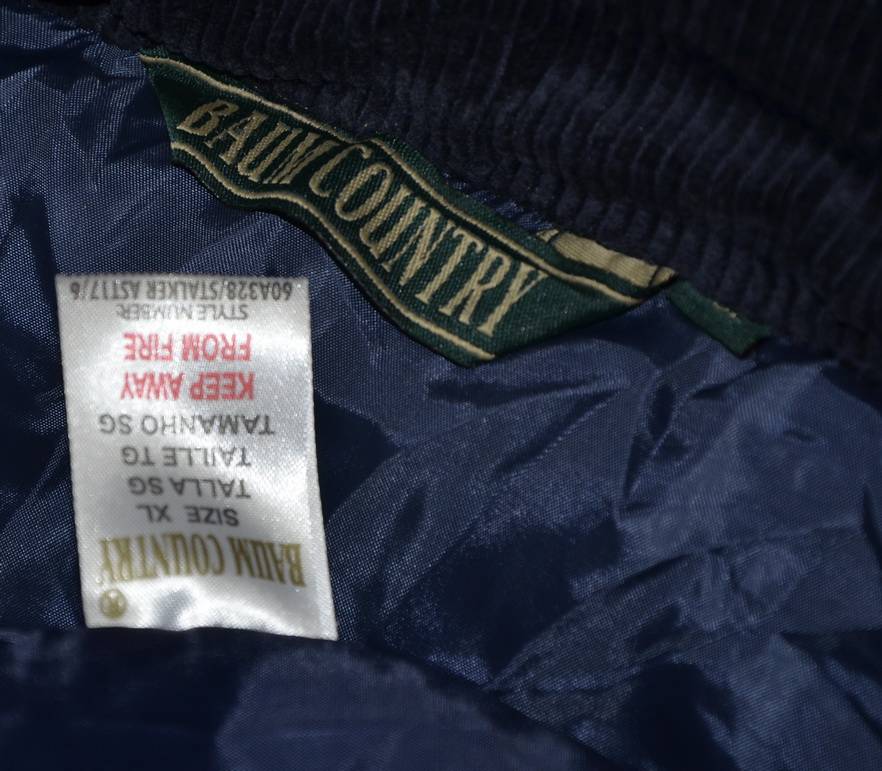 BAUM COUNTRY
BAUM COUNTRY
SIZE XL
TALLA SG
TAILLE TG
TAMANHO SG
KEEP AWAY
FROM FIRE
STYLE NUMBER:
60A328/STALKER AST17/6